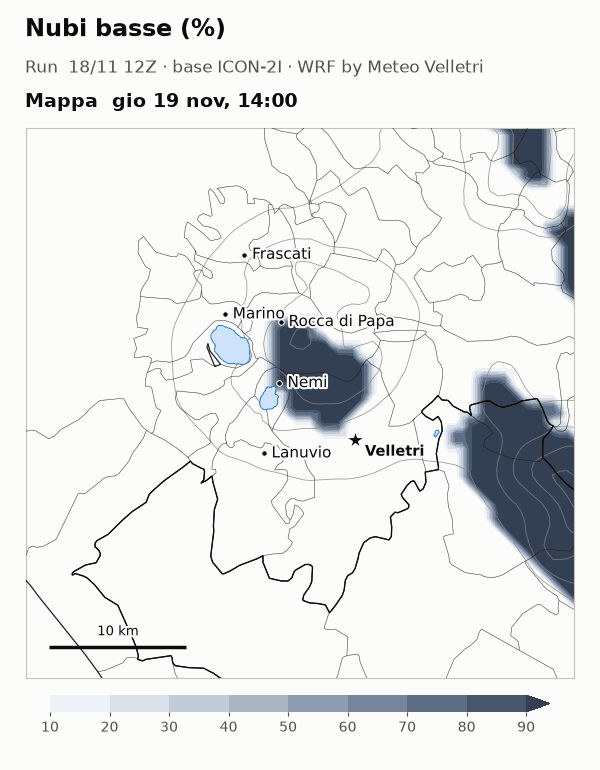 Nubi basse (%)
Run  18/11 12Z · base ICON-2I · WRF by Meteo Velletri
Mappa  gio 19 nov, 14:00
Frascati
Marino
Rocca di Papa
Nemi
Velletri
Lanuvio
10 km
10 20 30 40 50 60 70 80 90